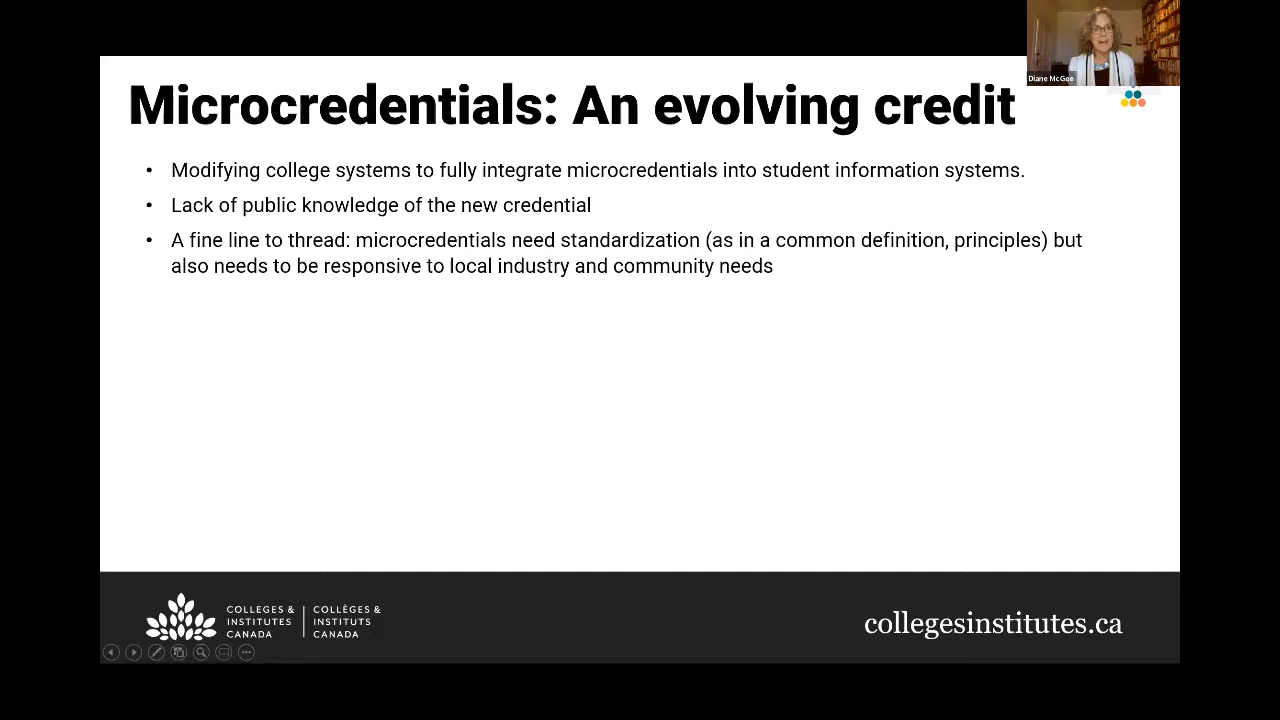 Diane McGee
Microcredentials: An evolving credit
• Modifying college systems to fully integrate microcredentials into student information systems.
• Lack of public knowledge of the new credential
• A fine line to thread: microcredentials need standardization (as in a common definition, principles) but
also needs to be responsive to local industry and community needs
COLLEGES &
INSTITUTES
CANADA
COLLÈGES &
INSTITUTS
CANADA
collegesinstitutes.ca